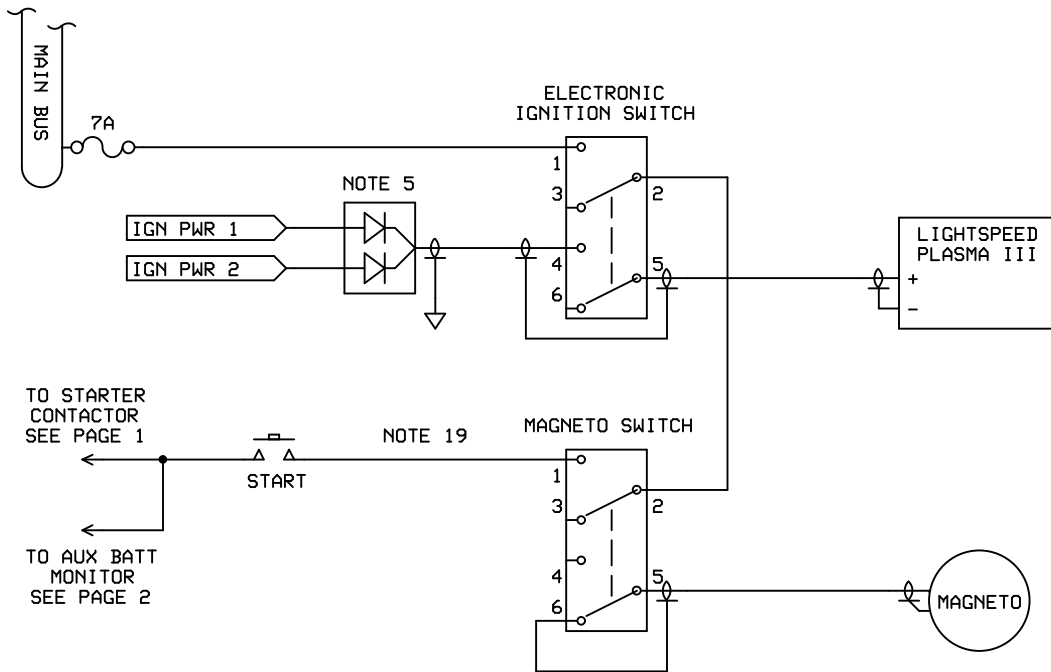 MAIN BUS
7A
ELECTRONIC
IGNITION SWITCH
1
3
2
4
5
6
NOTE 5
IGN PWR 1
IGN PWR 2
LIGHTSPEED
PLASMA III
+
-
TO STARTER
CONTACTOR
SEE PAGE 1
START
NOTE 19
MAGNETO SWITCH
1
3
2
4
5
6
TO AUX BATT
MONITOR
SEE PAGE 2
MAGNETO